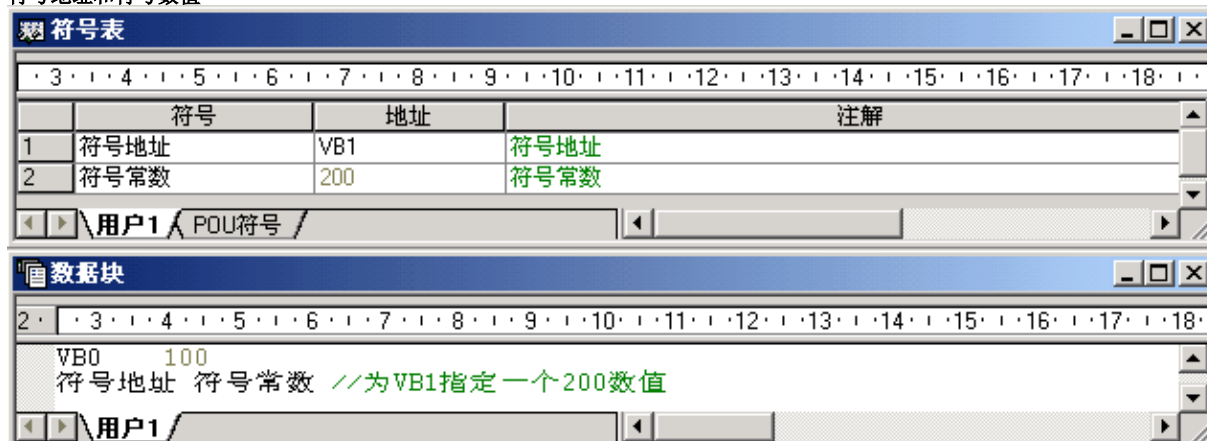 符号地址和符号数值
符号表
· 3 · ı · 4 · ı · 5 · ı · 6 · ı · 7 · ı · 8 · ı · 9 · ı · 10 · ı · 11 · ı · 12 · ı · 13 · ı · 14 · ı · 15 · ı · 16 · ı · 17 · ı · 18 · ı ·
符号 地址 注解
1 符号地址 VB1 符号地址
2 符号常数 200 符号常数
用户1 POU符号
数据块
2 · · 3 · ı · 4 · ı · 5 · ı · 6 · ı · 7 · ı · 8 · ı · 9 · ı · 10 · ı · 11 · ı · 12 · ı · 13 · ı · 14 · ı · 15 · ı · 16 · ı · 17 · ı · 18 ·
VB0 100
符号地址 符号常数 //为VB1指定一个200数值
用户1